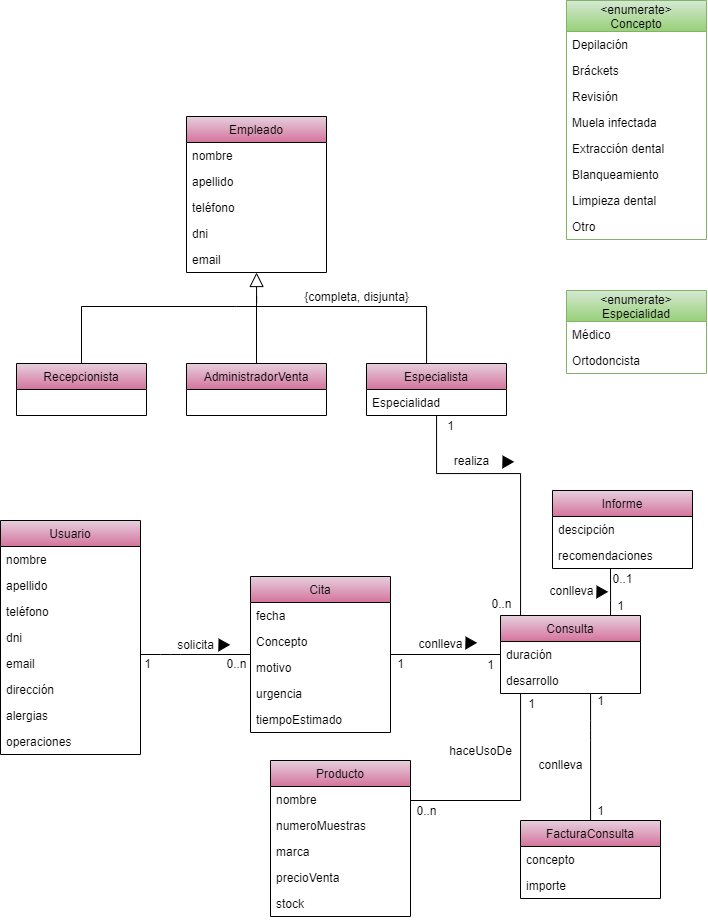 <enumerate>
Concepto
Depilación
Bráckets
Revisión
Muela infectada
Extracción dental
Blanqueamiento
Limpieza dental
Otro
Empleado
nombre
apellido
teléfono
dni
email
{completa, disjunta}
<enumerate>
Especialidad
Médico
Ortodoncista
Recepcionista
AdministradorVenta
Especialista
Especialidad
1
realiza
0..n
Informe
descipción
recomendaciones
0..1
conlleva
1
Usuario
nombre
apellido
teléfono
dni
email
dirección
alergias
operaciones
solicita
1
0..n
Cita
fecha
Concepto
motivo
urgencia
tiempoEstimado
conlleva
1
1
Consulta
duración
desarrollo
1
1
haceUsoDe
conlleva
0..n
1
Producto
nombre
numeroMuestras
marca
precioVenta
stock
FacturaConsulta
concepto
importe